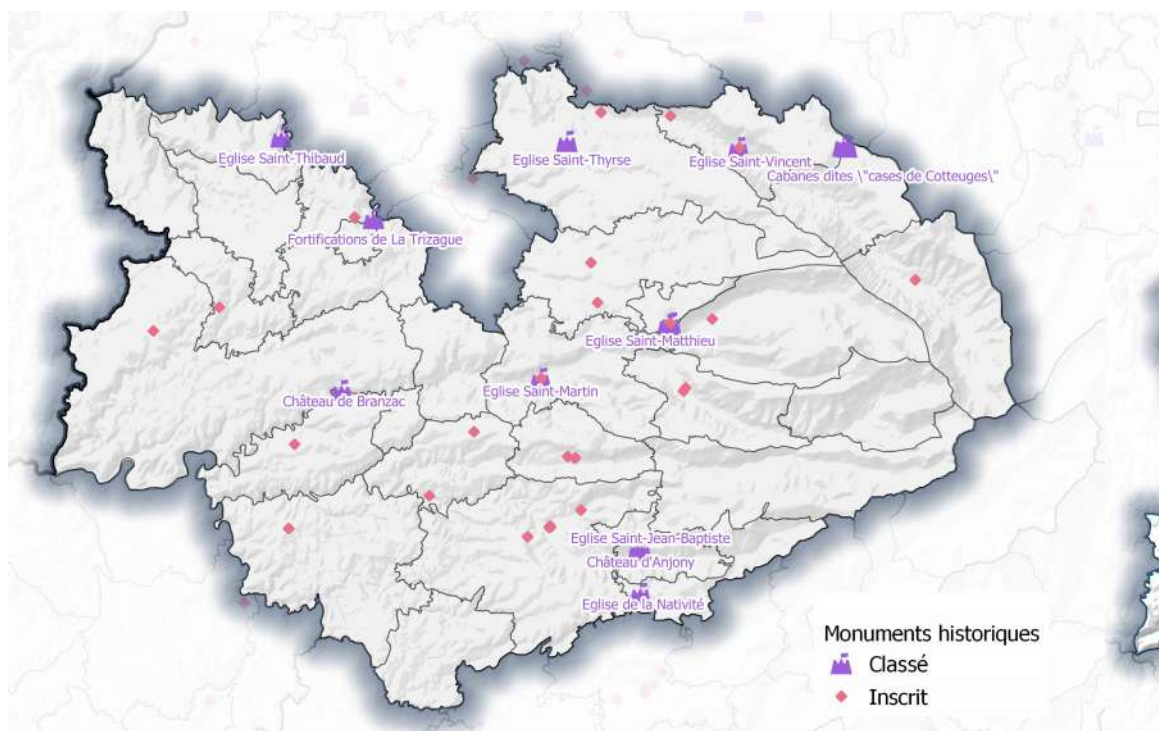 Eglise Saint-Thibaud
Eglise Saint-Thyrse
Eglise Saint-Vincent
Cabanes dites \"cases de Cotteuges\"
Fortifications de La Trizague
Eglise Saint-Matthieu
Château de Branzac
Eglise Saint-Martin
Eglise Saint-Jean-Baptiste
Château d'Anjony
Eglise de la Nativité
Monuments historiques
Classé
Inscrit